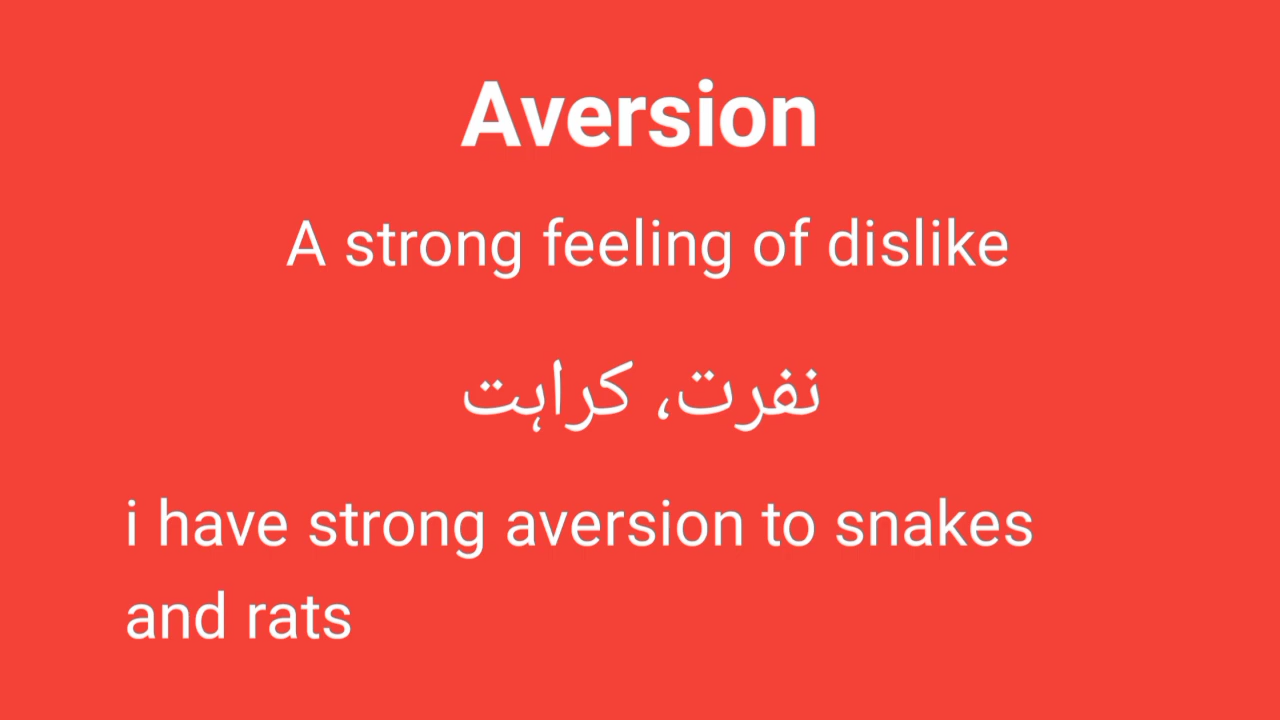 Aversion
A strong feeling of dislike
نفرت، کراہت
i have strong aversion to snakes
and rats